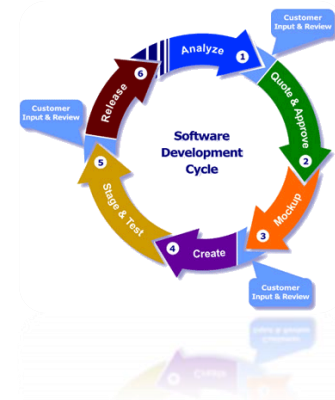 Analyze
1
Customer
Input & Review
Quote & Approve
2
Mockup
3
Customer
Input & Review
Create
4
Stage & Test
5
Customer
Input & Review
Release
6
Software
Development
Cycle